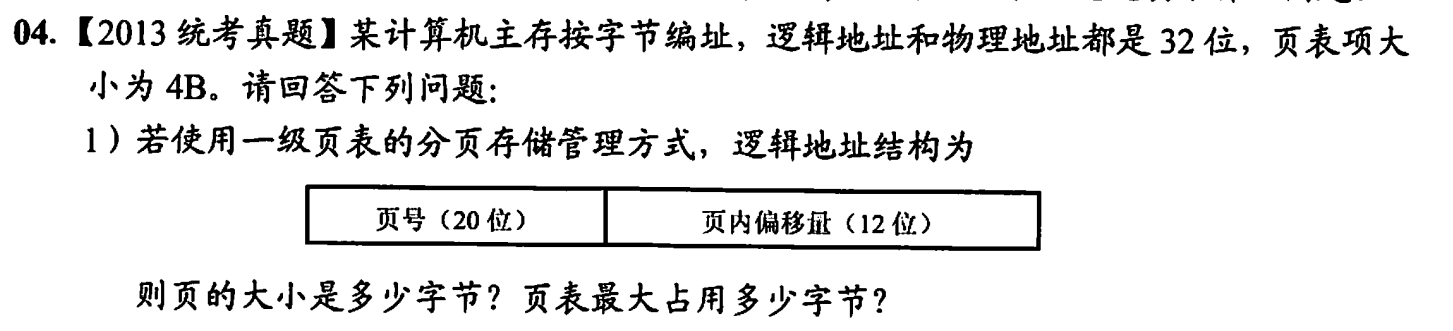 04.【2013 统考真题】某计算机主存按字节编址，逻辑地址和物理地址都是 32 位，页表项大
小为 4B。请回答下列问题:
1）若使用一级页表的分页存储管理方式，逻辑地址结构为
页号（20 位） 页内偏移量（12 位）
则页的大小是多少字节？页表最大占用多少字节？